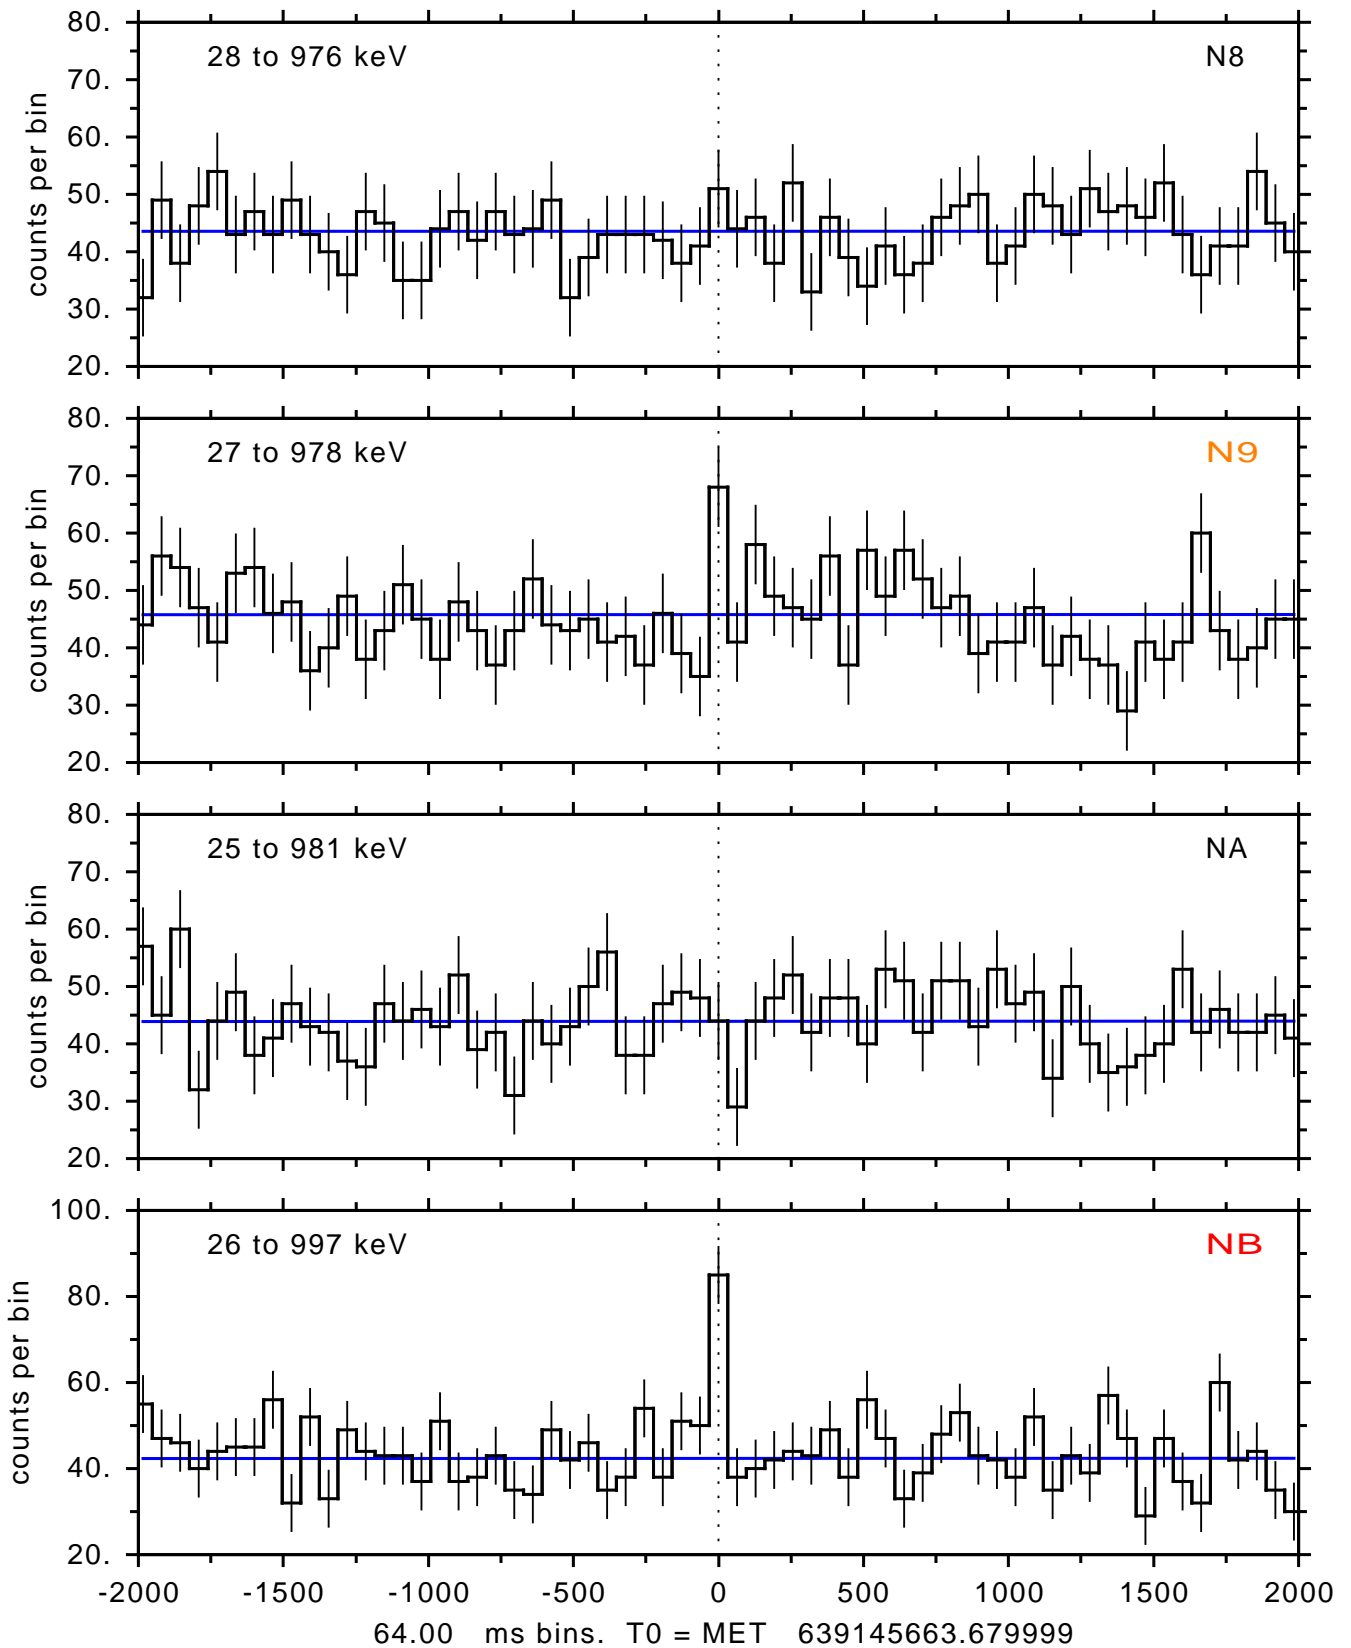 80.
28 to 976 keV N8
70.
60.
50.
40.
30.
20.
counts per bin
80.
27 to 978 keV N9
70.
60.
50.
40.
30.
20.
counts per bin
80.
25 to 981 keV NA
70.
60.
50.
40.
30.
20.
counts per bin
100.
26 to 997 keV NB
80.
60.
40.
20.
counts per bin
-2000 -1500 -1000 -500 0 500 1000 1500 2000
64.00 ms bins. T0 = MET 639145663.679999